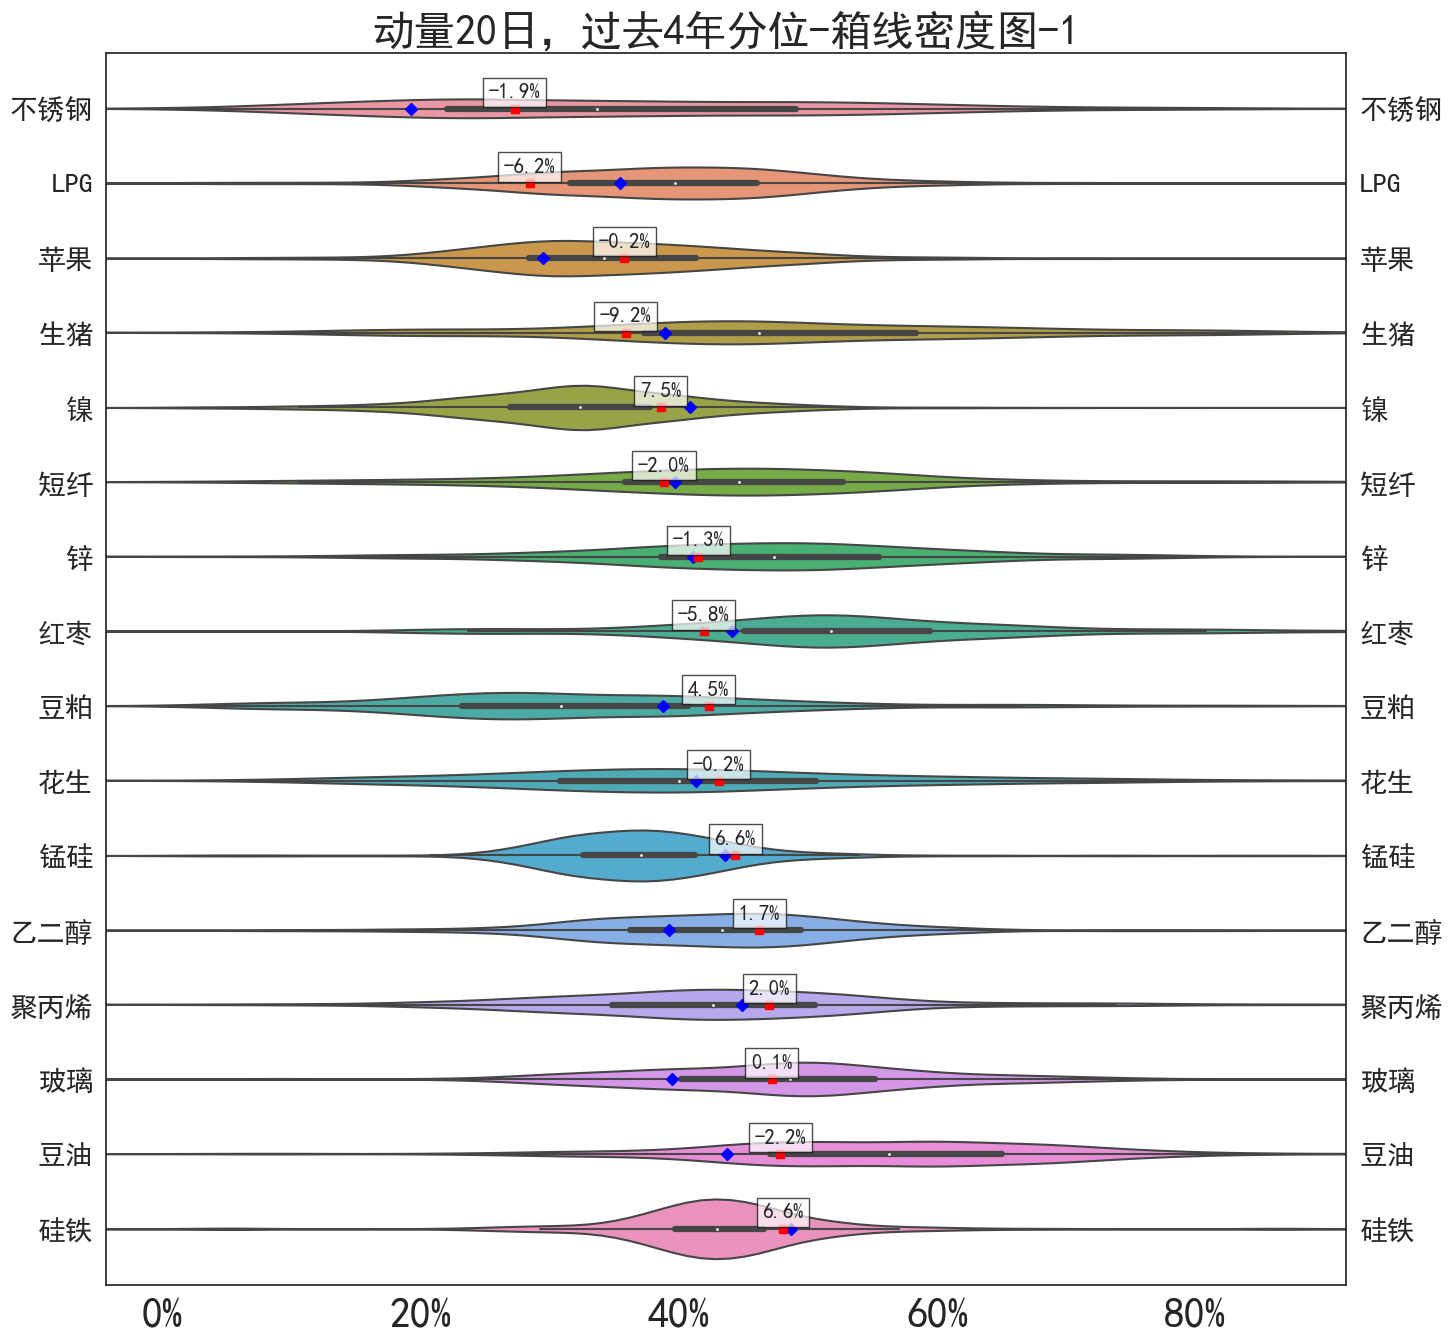 动量20日，过去4年分位-箱线密度图-1
不锈钢 -1.9% 不锈钢
LPG -6.2% LPG
苹果 -0.2% 苹果
生猪 -9.2% 生猪
镍 7.5% 镍
短纤 -2.0% 短纤
锌 -1.3% 锌
红枣 -5.8% 红枣
豆粕 4.5% 豆粕
花生 -0.2% 花生
锰硅 6.6% 锰硅
乙二醇 1.7% 乙二醇
聚丙烯 2.0% 聚丙烯
玻璃 0.1% 玻璃
豆油 -2.2% 豆油
硅铁 6.6% 硅铁
0% 20% 40% 60% 80%